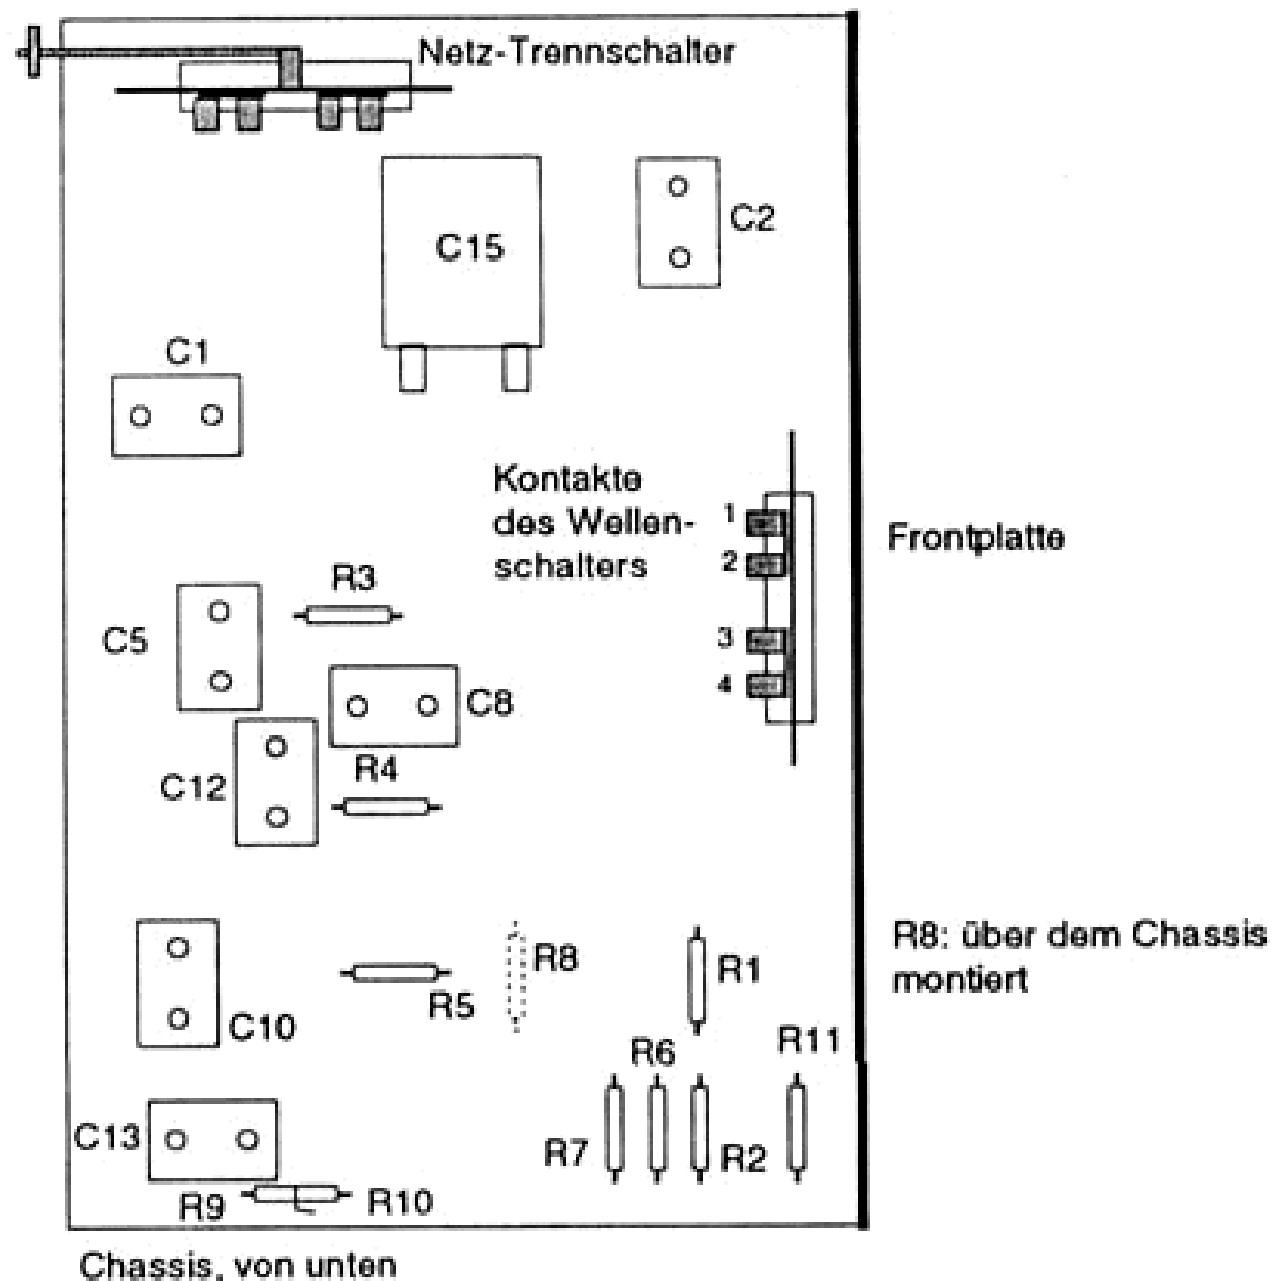 Netz-Trennschalter
C15
C2
C1
Kontakte
des Wellen-
schalters
1
2
3
4
Frontplatte
R3
C5
C8
R4
C12
R8: über dem Chassis
montiert
R8
R1
R5
C10
R11
R6
C13
R7
R2
R9
R10
Chassis, von unten